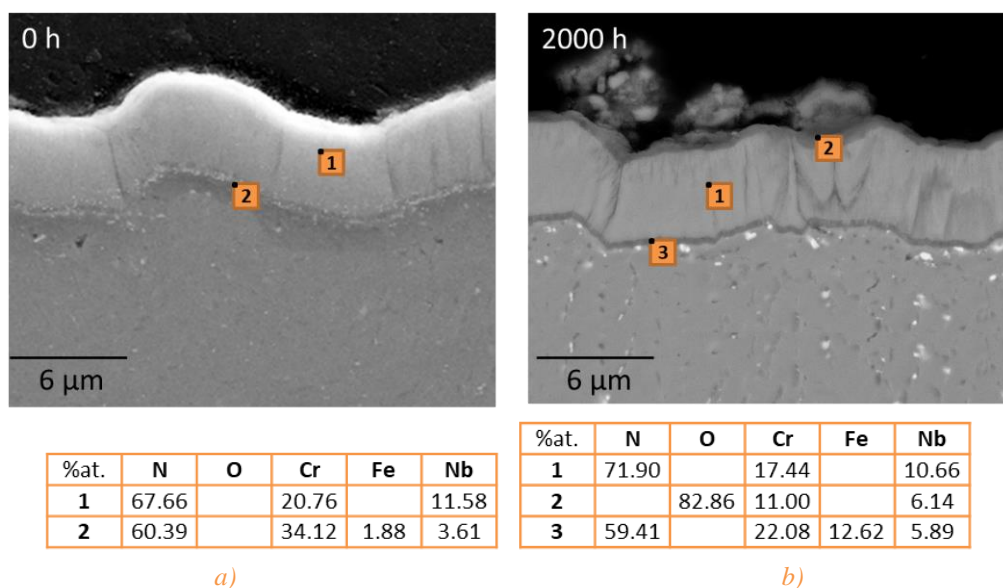 0 h
1
2
6 µm
2000 h
2
1
3
6 µm
%at. N O Cr Fe Nb
1 67.66 20.76 11.58
2 60.39 34.12 1.88 3.61
%at. N O Cr Fe Nb
1 71.90 17.44 10.66
2 82.86 11.00 6.14
3 59.41 22.08 12.62 5.89
a)
b)